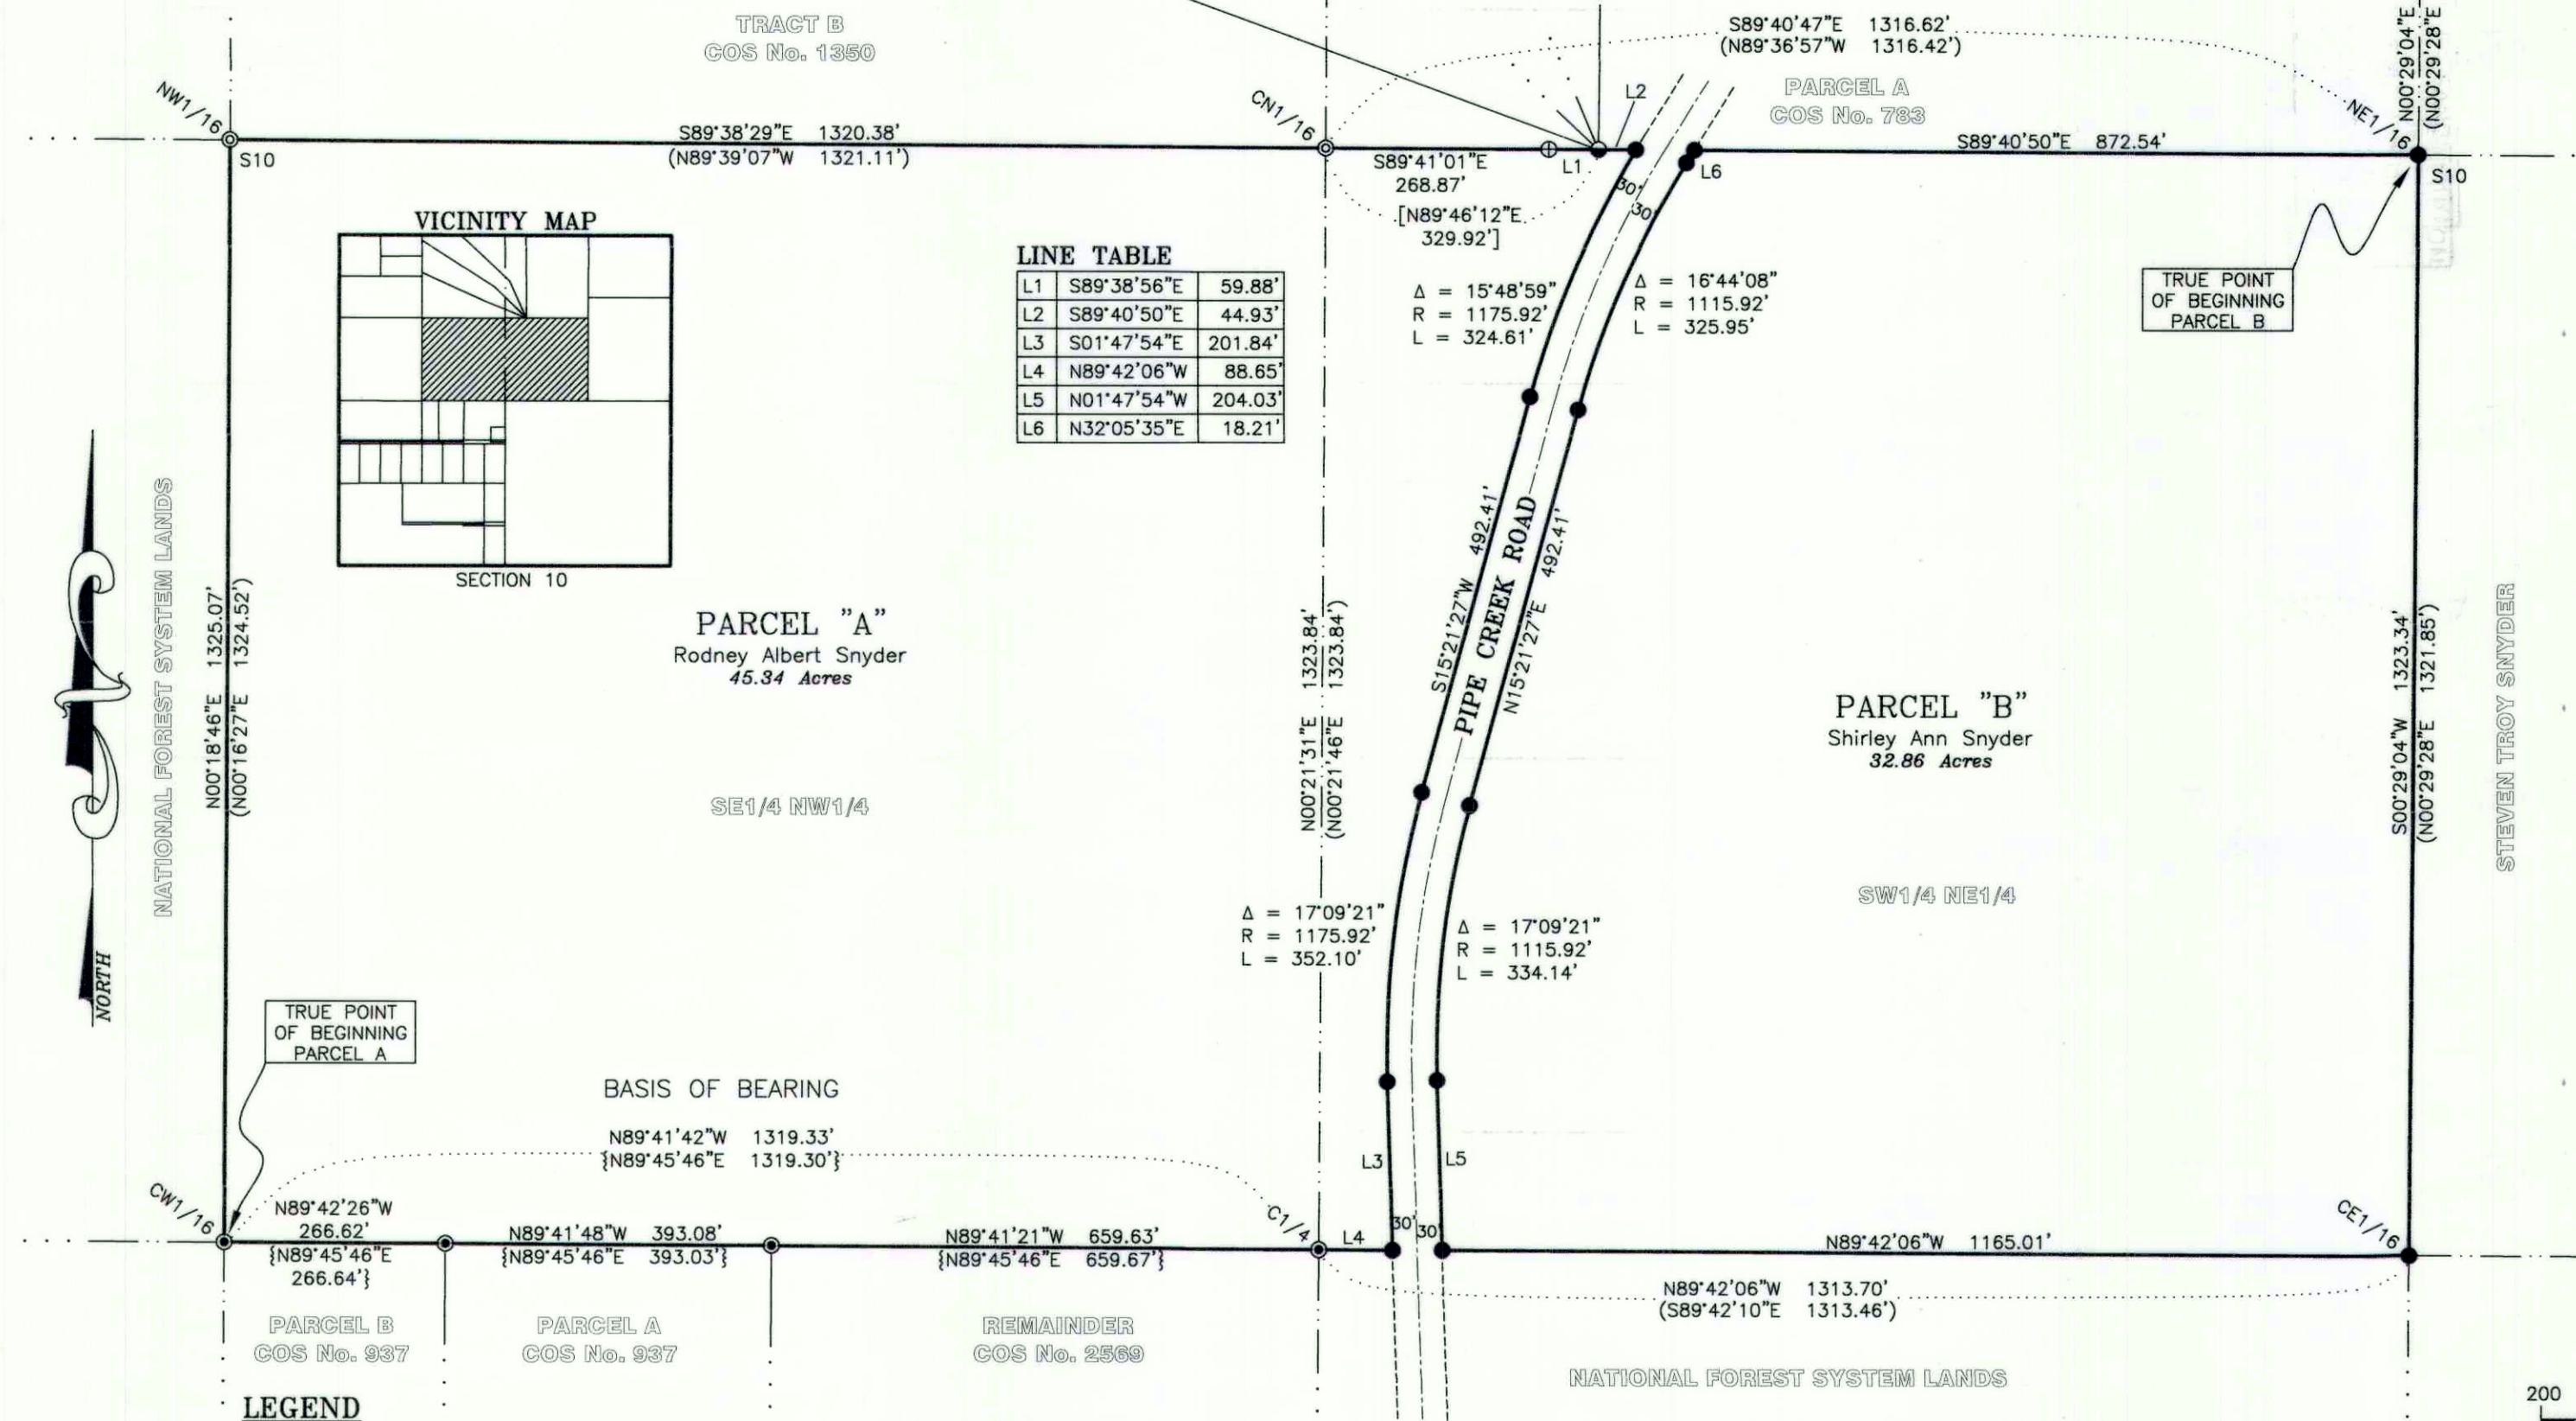 TRACT B
COS No. 1350
S89°40'47"E 1316.62'
(N89°36'57"W 1316.42')
PARCEL A
COS No. 783
N00°29'04"E
(N00°29'28"E
NW1/16
CN1/16
NE1/16
S10
S89°38'29"E 1320.38'
(N89°39'07"W 1321.11')
S89°41'01"E
268.87'
[N89°46'12"E
329.92']
L1
L2
L6
30'
30'
S89°40'50"E 872.54'
S10
VICINITY MAP
SECTION 10
LINE TABLE
L1 S89°38'56"E 59.88'
L2 S89°40'50"E 44.93'
L3 S01°47'54"E 201.84'
L4 N89°42'06"W 88.65'
L5 N01°47'54"W 204.03'
L6 N32°05'35"E 18.21'
Δ = 15°48'59"
R = 1175.92'
L = 324.61'
Δ = 16°44'08"
R = 1115.92'
L = 325.95'
TRUE POINT
OF BEGINNING
PARCEL B
NATIONAL FOREST SYSTEM LANDS
N00°18'46"E 1325.07'
(N00°16'27"E 1324.52')
PARCEL "A"
Rodney Albert Snyder
45.34 Acres
SE1/4 NW1/4
N00°21'31"E 1323.84'
(N00°21'46"E 1323.84')
S15°21'27"W 492.41'
PIPE CREEK ROAD
N15°21'27"E 492.41'
PARCEL "B"
Shirley Ann Snyder
32.86 Acres
SW1/4 NE1/4
S00°29'04"W 1323.34'
(N00°29'28"E 1321.85')
STEVEN TROY SNYDER
NORTH
Δ = 17°09'21"
R = 1175.92'
L = 352.10'
Δ = 17°09'21"
R = 1115.92'
L = 334.14'
TRUE POINT
OF BEGINNING
PARCEL A
BASIS OF BEARING
N89°41'42"W 1319.33'
{N89°45'46"E 1319.30'}
CW1/16
N89°42'26"W
266.62'
{N89°45'46"E
266.64'}
N89°41'48"W 393.08'
{N89°45'46"E 393.03'}
N89°41'21"W 659.63'
{N89°45'46"E 659.67'}
C1/4
L4
L3
L5
30'
30'
N89°42'06"W 1165.01'
CE1/16
N89°42'06"W 1313.70'
(S89°42'10"E 1313.46')
PARCEL B
COS No. 937
PARCEL A
COS No. 937
REMAINDER
COS No. 2569
NATIONAL FOREST SYSTEM LANDS
LEGEND
200